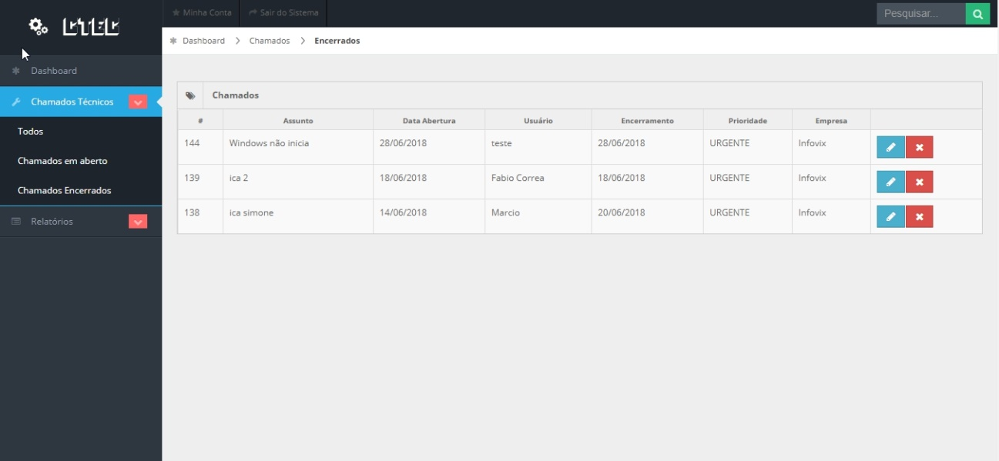 Minha Conta Sair do Sistema Pesquisar...
Dashboard > Chamados > Encerrados
Dashboard
Chamados Técnicos
Todos
Chamados em aberto
Chamados Encerrados
Relatórios
Chamados
# Assunto Data Abertura Usuário Encerramento Prioridade Empresa
144 Windows não inicia 28/06/2018 teste 28/06/2018 URGENTE Infovix
139 ica 2 18/06/2018 Fabio Correa 18/06/2018 URGENTE Infovix
138 ica simone 14/06/2018 Marcio 20/06/2018 URGENTE Infovix